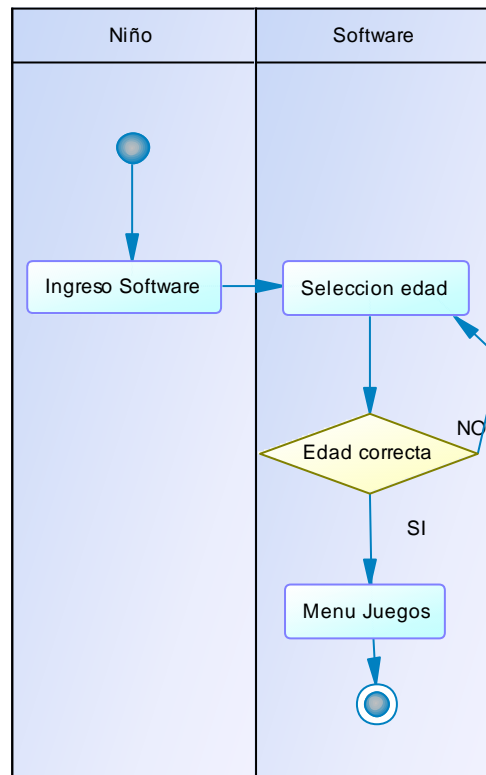 Niño
Software
Ingreso Software
Seleccion edad
Edad correcta
NO
SI
Menu Juegos